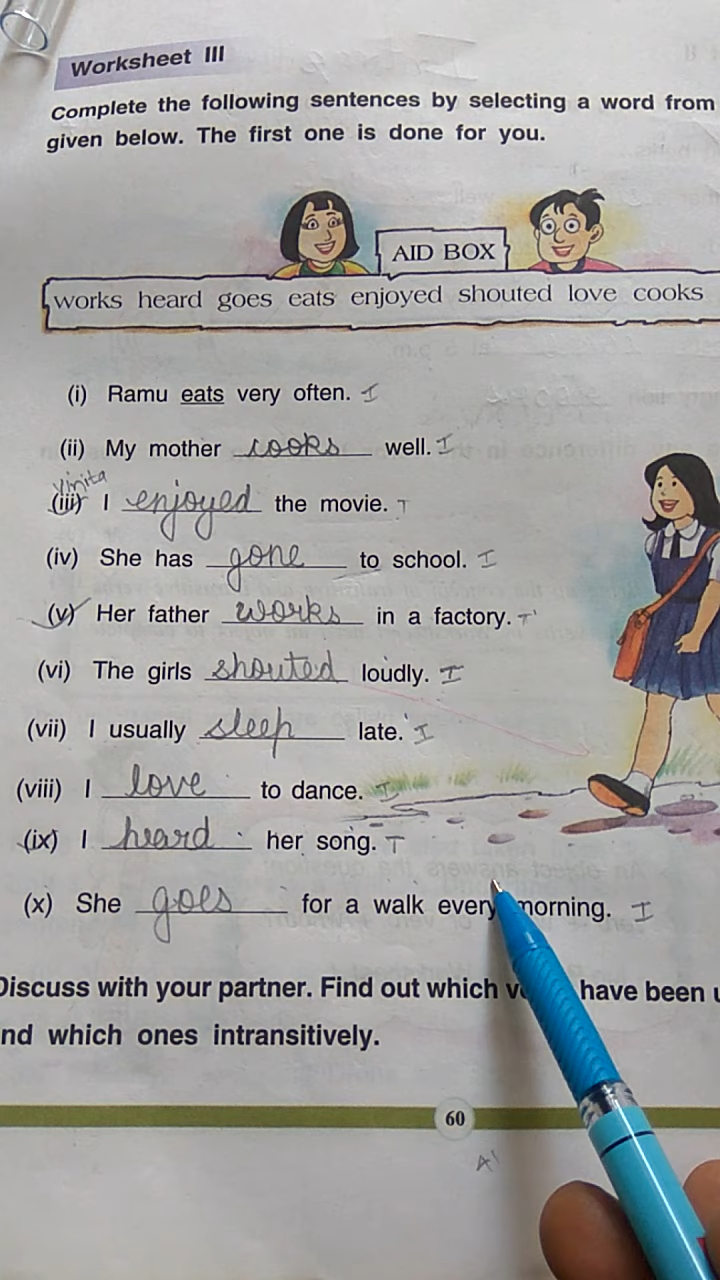 Worksheet III
Complete the following sentences by selecting a word from
given below. The first one is done for you.
AID BOX
works heard goes eats enjoyed shouted love cooks
(i) Ramu eats very often. I
(ii) My mother cooks well. I
Vinita
(iii) I enjoyed the movie. T
(iv) She has gone to school. I
(v) Her father works in a factory. T
(vi) The girls shouted loudly. I
(vii) I usually sleep late. I
(viii) I love to dance. I
(ix) I heard her song. T
(x) She goes for a walk every morning. I
Discuss with your partner. Find out which have been
nd which ones intransitively.
60